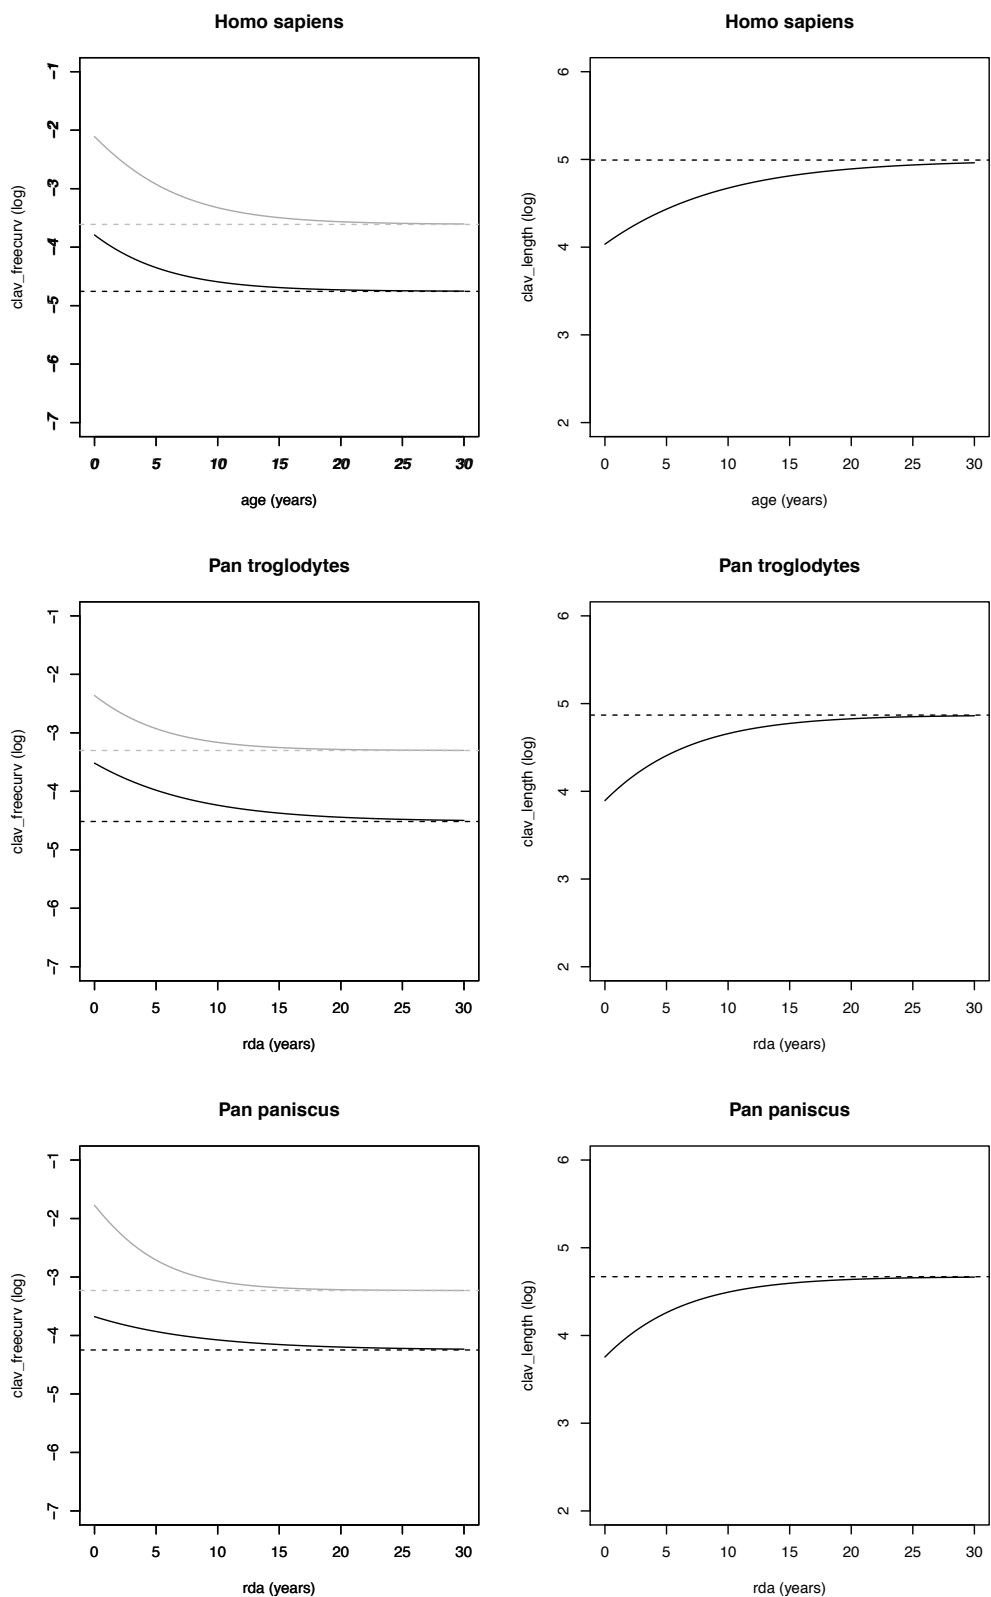 Homo sapiens
clav_freecurv (log)
-1
-2
-3
-4
-5
-6
-7
0 5 10 15 20 25 30
age (years)
Homo sapiens
clav_length (log)
6
5
4
3
2
0 5 10 15 20 25 30
age (years)
Pan troglodytes
clav_freecurv (log)
-1
-2
-3
-4
-5
-6
-7
0 5 10 15 20 25 30
rda (years)
Pan troglodytes
clav_length (log)
6
5
4
3
2
0 5 10 15 20 25 30
rda (years)
Pan paniscus
clav_freecurv (log)
-1
-2
-3
-4
-5
-6
-7
0 5 10 15 20 25 30
rda (years)
Pan paniscus
clav_length (log)
6
5
4
3
2
0 5 10 15 20 25 30
rda (years)